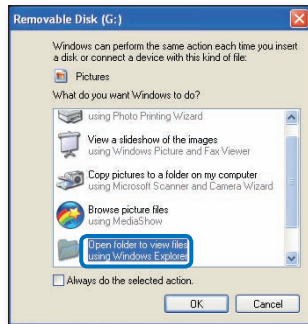 Removable Disk (G:)
Windows can perform the same action each time you insert
a disk or connect a device with this kind of file:
Pictures
What do you want Windows to do?
using Photo Printing Wizard
View a slideshow of the images
using Windows Picture and Fax Viewer
Copy pictures to a folder on my computer
using Microsoft Scanner and Camera Wizard
Browse picture files
using MediaShow
Open folder to view files
using Windows Explorer
Always do the selected action.
OK
Cancel